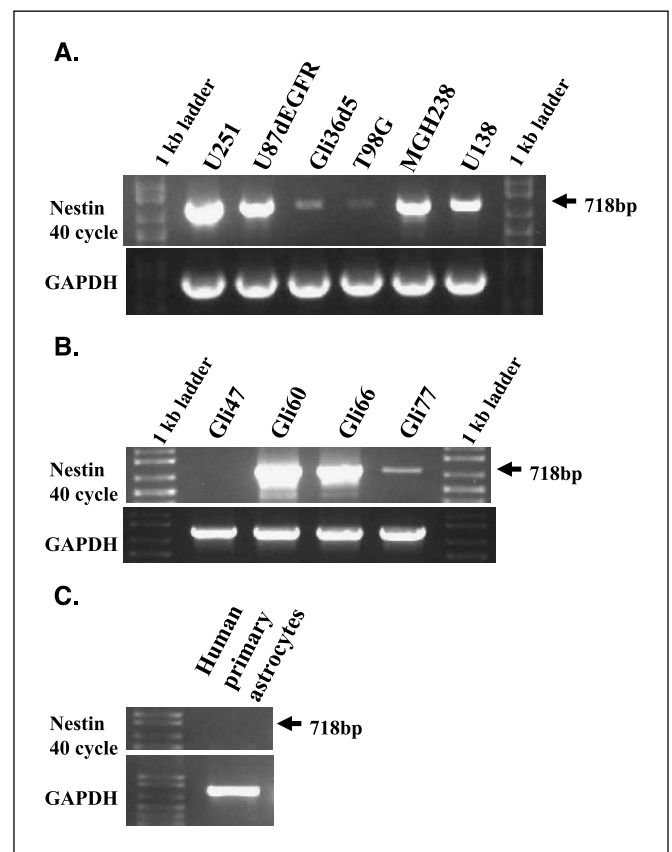 A.
1 kb ladder
U251
U87dEGFR
Gli36d5
T98G
MGH238
U138
1 kb ladder
Nestin
40 cycle
718bp
GAPDH
B.
1 kb ladder
Gli47
Gli60
Gli66
Gli77
1 kb ladder
Nestin
40 cycle
718bp
GAPDH
C.
Human
primary
astrocytes
Nestin
40 cycle
718bp
GAPDH